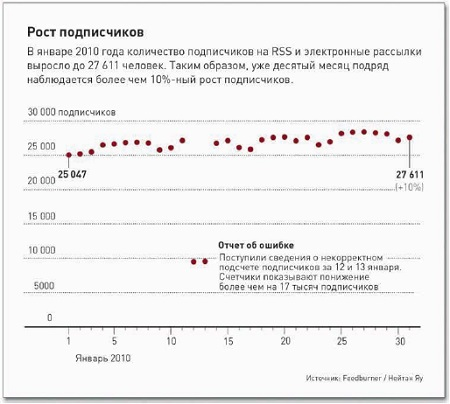 Рост подписчиков
В январе 2010 года количество подписчиков на RSS и электронные рассылки
выросло до 27 611 человек. Таким образом, уже десятый месяц подряд
наблюдается более чем 10%-ный рост подписчиков.
30 000 подписчиков
25 000
25 047
27 611
(+10%)
20 000
15 000
10 000
5000
0
Отчет об ошибке
Поступили сведения о некорректном
подсчете подписчиков за 12 и 13 января.
Счетчики показывают понижение
более чем на 17 тысяч подписчиков
1 5 10 15 20 25 30
Январь 2010
Источник: Feedburner / Нейтан Яу